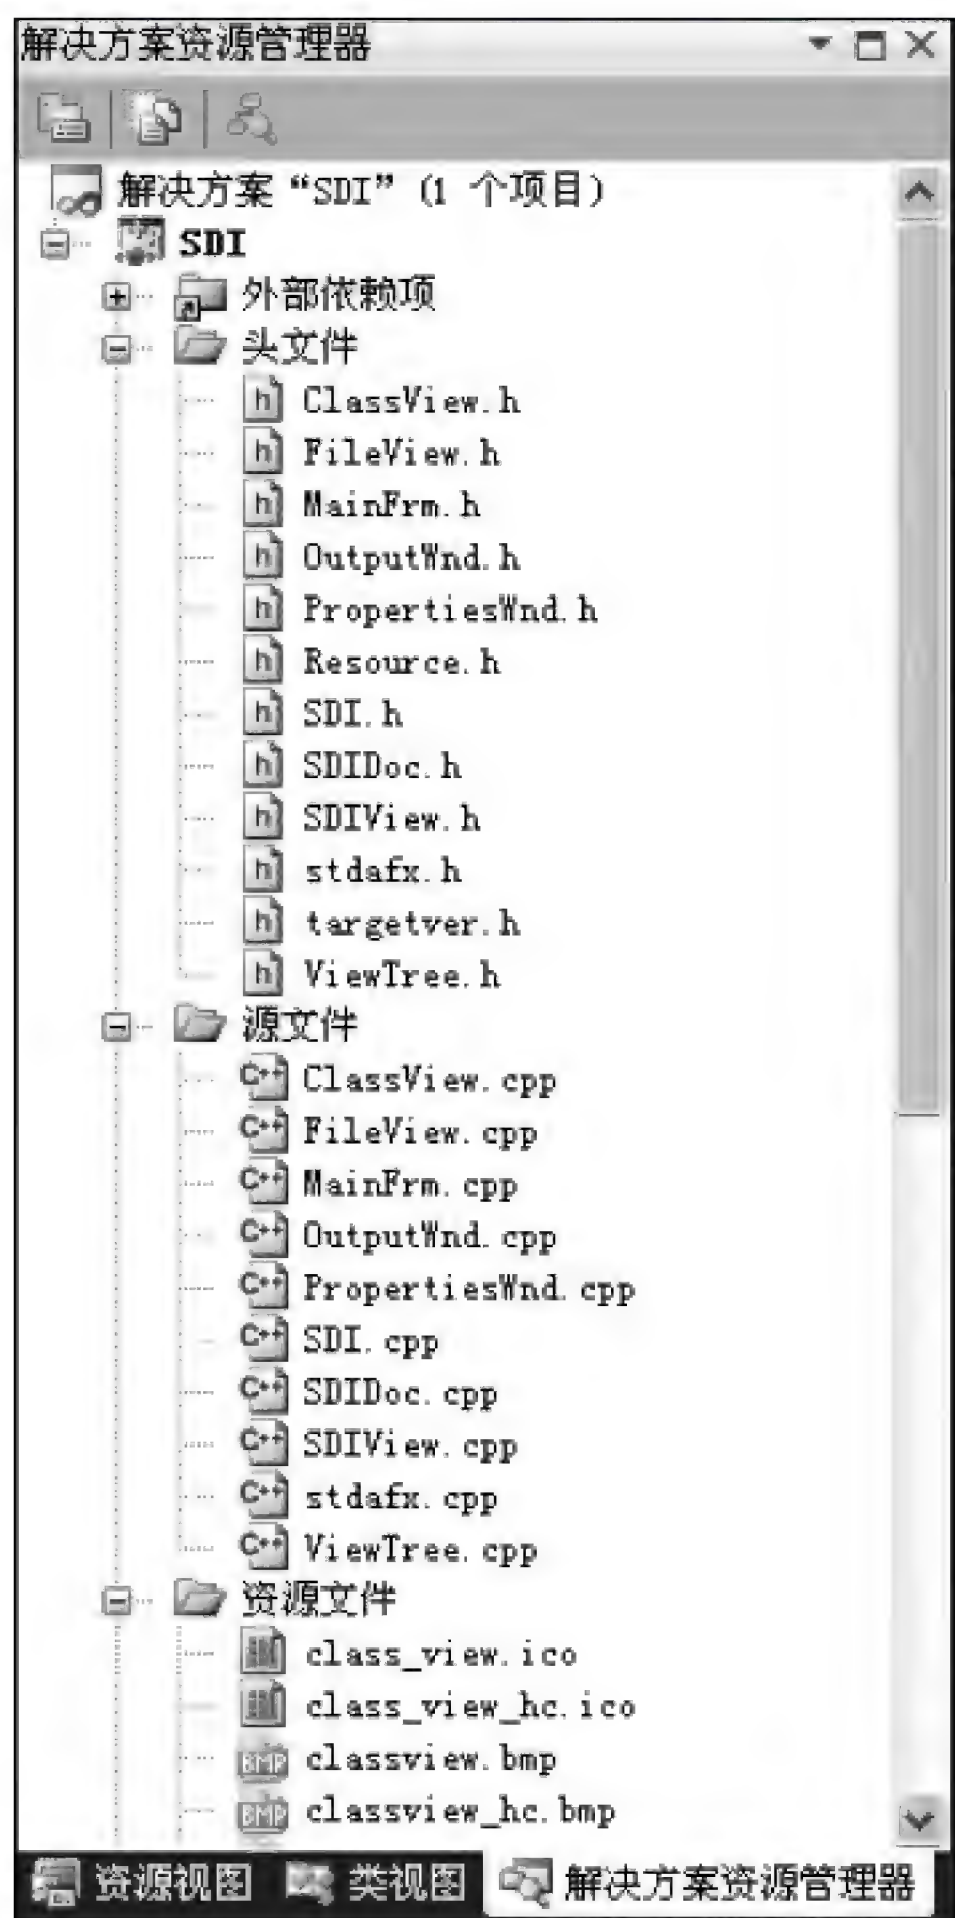 解决方案资源管理器
解决方案“SDI”(1 个项目)
SDI
外部依赖项
头文件
ClassView.h
FileView.h
MainFrm.h
OutputWnd.h
PropertiesWnd.h
Resource.h
SDI.h
SDIDoc.h
SDIView.h
stdafx.h
targetver.h
ViewTree.h
源文件
ClassView.cpp
FileView.cpp
MainFrm.cpp
OutputWnd.cpp
PropertiesWnd.cpp
SDI.cpp
SDIDoc.cpp
SDIView.cpp
stdafx.cpp
ViewTree.cpp
资源文件
class_view.ico
class_view_hc.ico
classview.bmp
classview_hc.bmp
资源视图 类视图 解决方案资源管理器